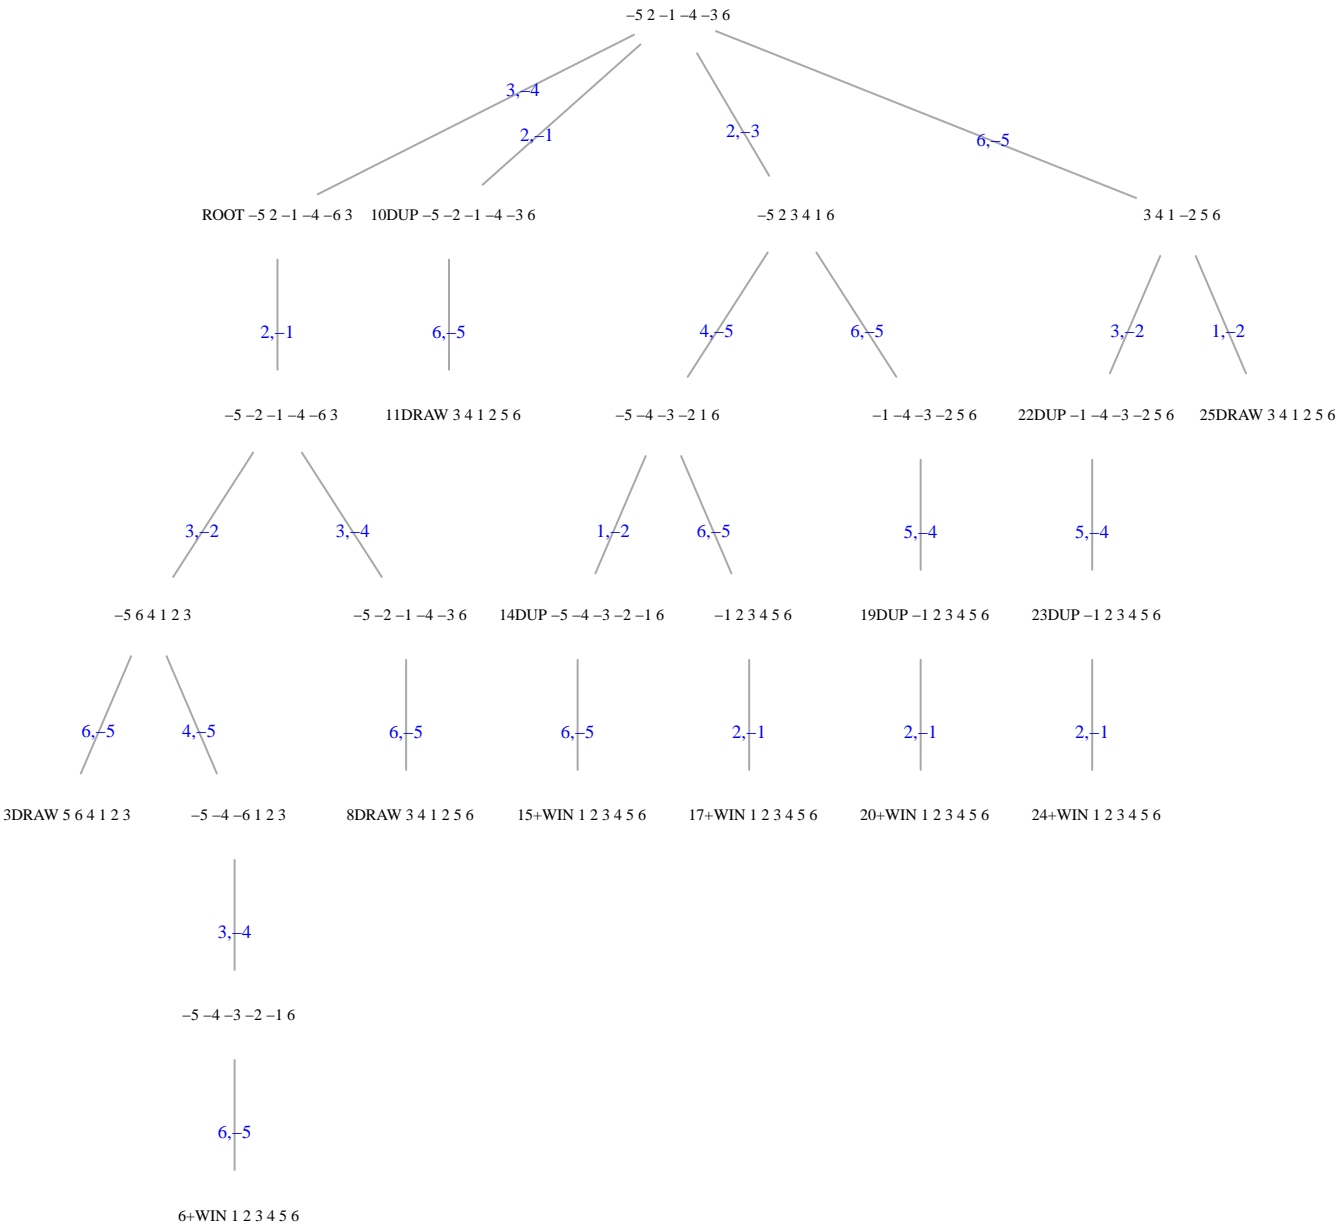 −5 2 −1 −4 −3 6
3,−4
2,−1
2,−3
6,−5
ROOT −5 2 −1 −4 −6 3
10DUP −5 −2 −1 −4 −3 6
−5 2 3 4 1 6
3 4 1 −2 5 6
2,−1
6,−5
4,−5
6,−5
3,−2
1,−2
−5 −2 −1 −4 −6 3
11DRAW 3 4 1 2 5 6
−5 −4 −3 −2 1 6
−1 −4 −3 −2 5 6
22DUP −1 −4 −3 −2 5 6
25DRAW 3 4 1 2 5 6
3,−2
3,−4
1,−2
6,−5
5,−4
5,−4
−5 6 4 1 2 3
−5 −2 −1 −4 −3 6
14DUP −5 −4 −3 −2 −1 6
−1 2 3 4 5 6
19DUP −1 2 3 4 5 6
23DUP −1 2 3 4 5 6
6,−5
4,−5
6,−5
6,−5
2,−1
2,−1
2,−1
3DRAW 5 6 4 1 2 3
−5 −4 −6 1 2 3
8DRAW 3 4 1 2 5 6
15+WIN 1 2 3 4 5 6
17+WIN 1 2 3 4 5 6
20+WIN 1 2 3 4 5 6
24+WIN 1 2 3 4 5 6
3,−4
−5 −4 −3 −2 −1 6
6,−5
6+WIN 1 2 3 4 5 6